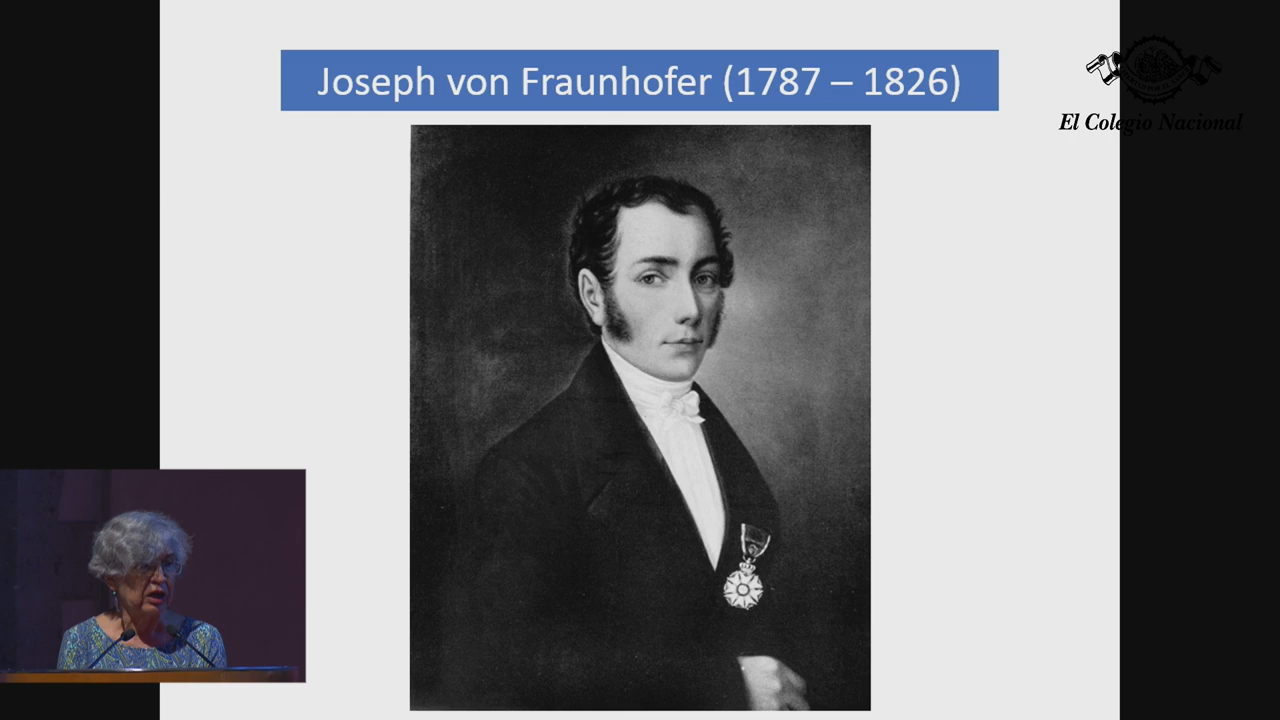 Joseph von Fraunhofer (1787 – 1826)
El Colegio Nacional